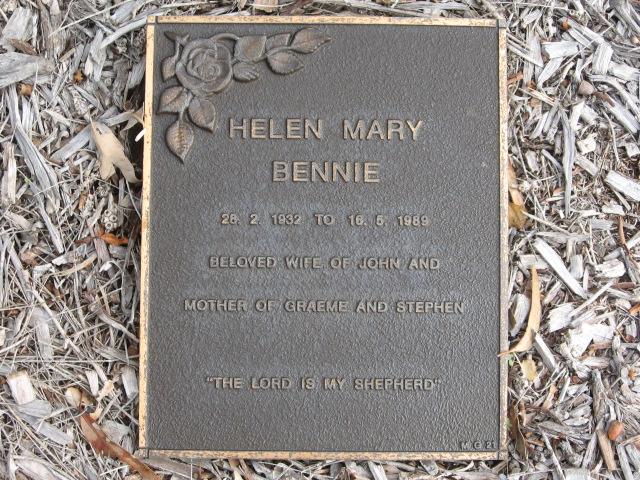 HELEN MARY
BENNIE
28. 2. 1932 TO 16. 5. 1989
BELOVED WIFE OF JOHN AND
MOTHER OF GRAEME AND STEPHEN
"THE LORD IS MY SHEPHERD"
M G 21